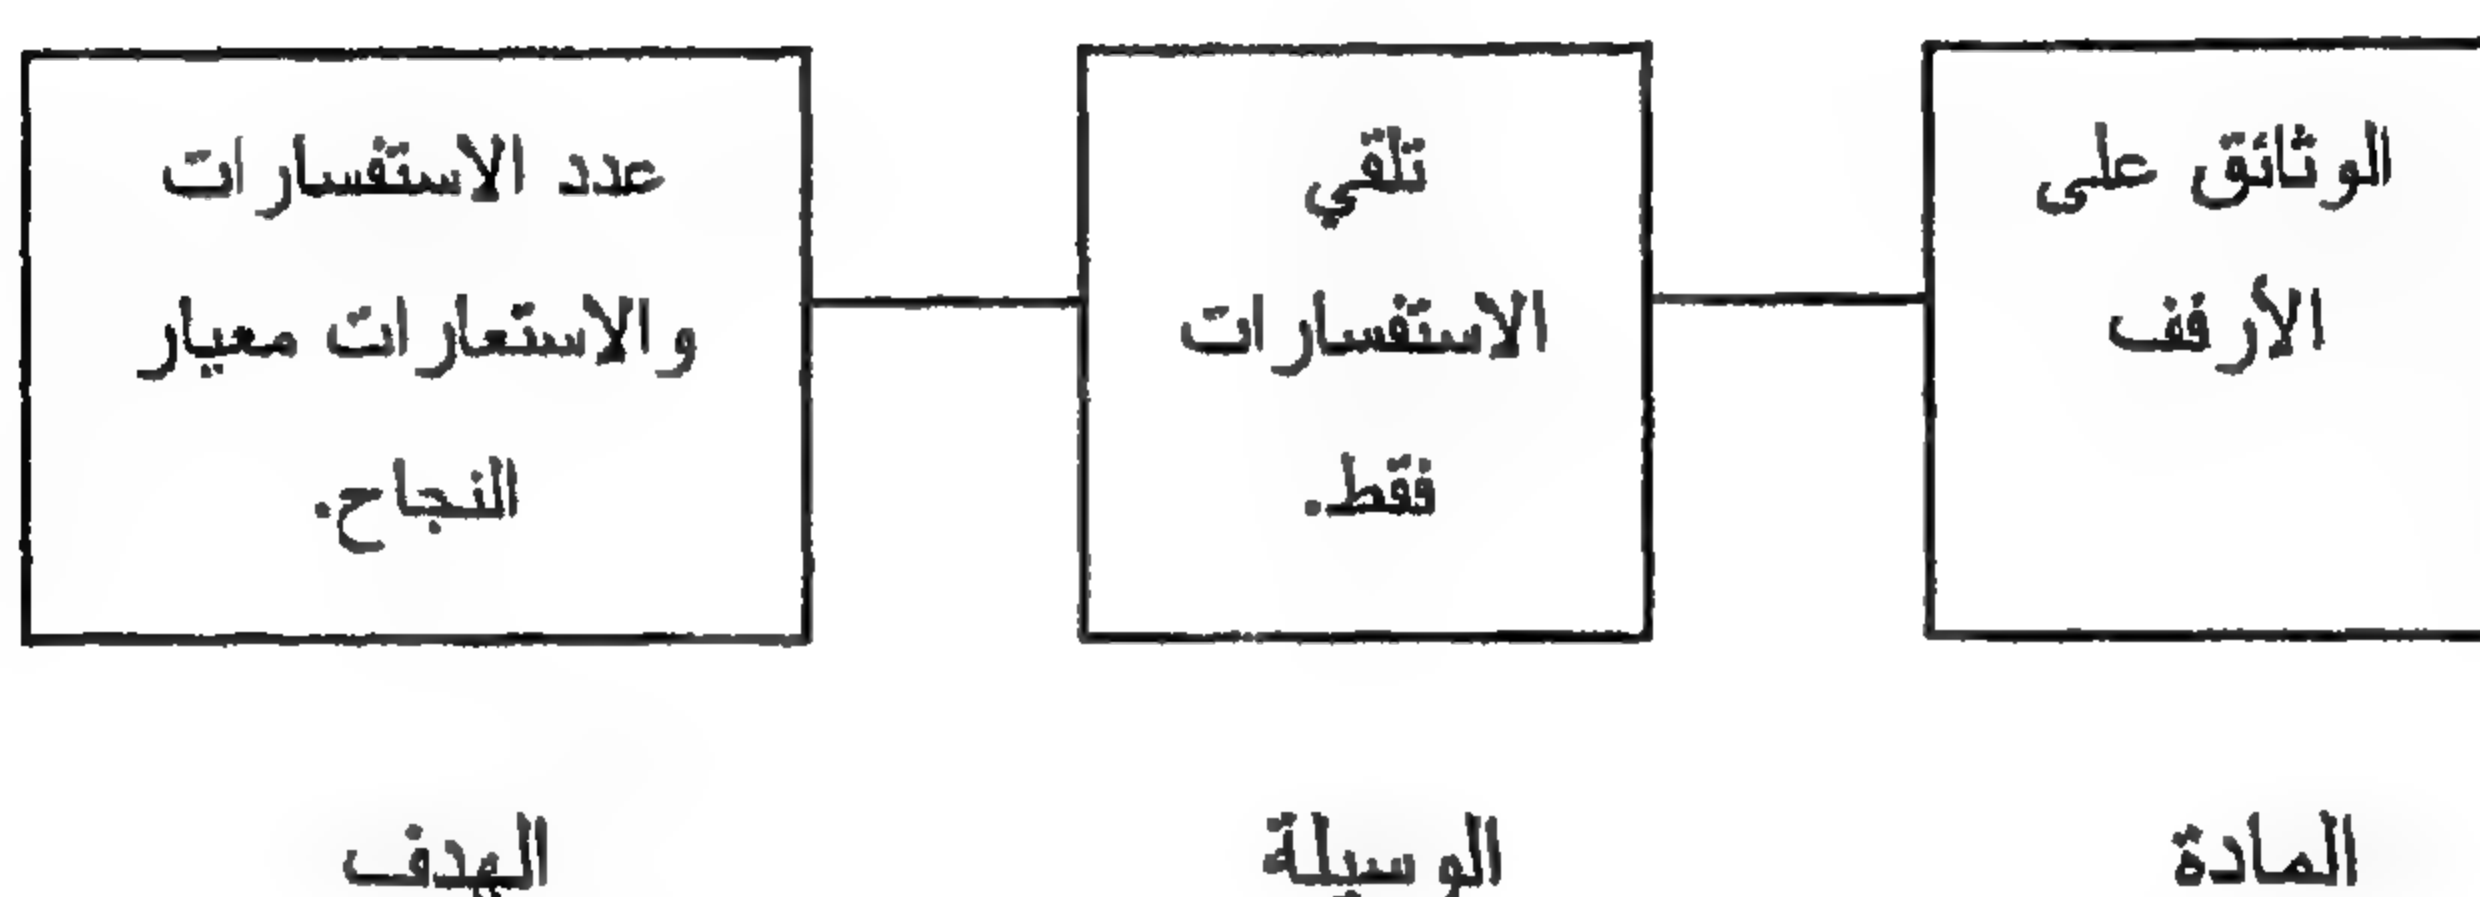 الوثائق على
الأرفف
تلقي
الاستفسارات
فقط.
عدد الاستفسارات
والاستعارات معيار
النجاح.
المادة
الوسيلة
الهدف